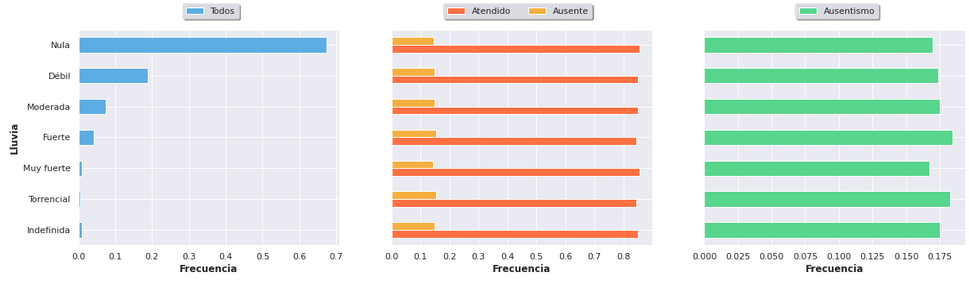 Todos
Atendido Ausente
Ausentismo
Lluvia
Nula
Débil
Moderada
Fuerte
Muy fuerte
Torrencial
Indefinida
0.0 0.1 0.2 0.3 0.4 0.5 0.6 0.7
Frecuencia
0.0 0.1 0.2 0.3 0.4 0.5 0.6 0.7 0.8
Frecuencia
0.000 0.025 0.050 0.075 0.100 0.125 0.150 0.175
Frecuencia